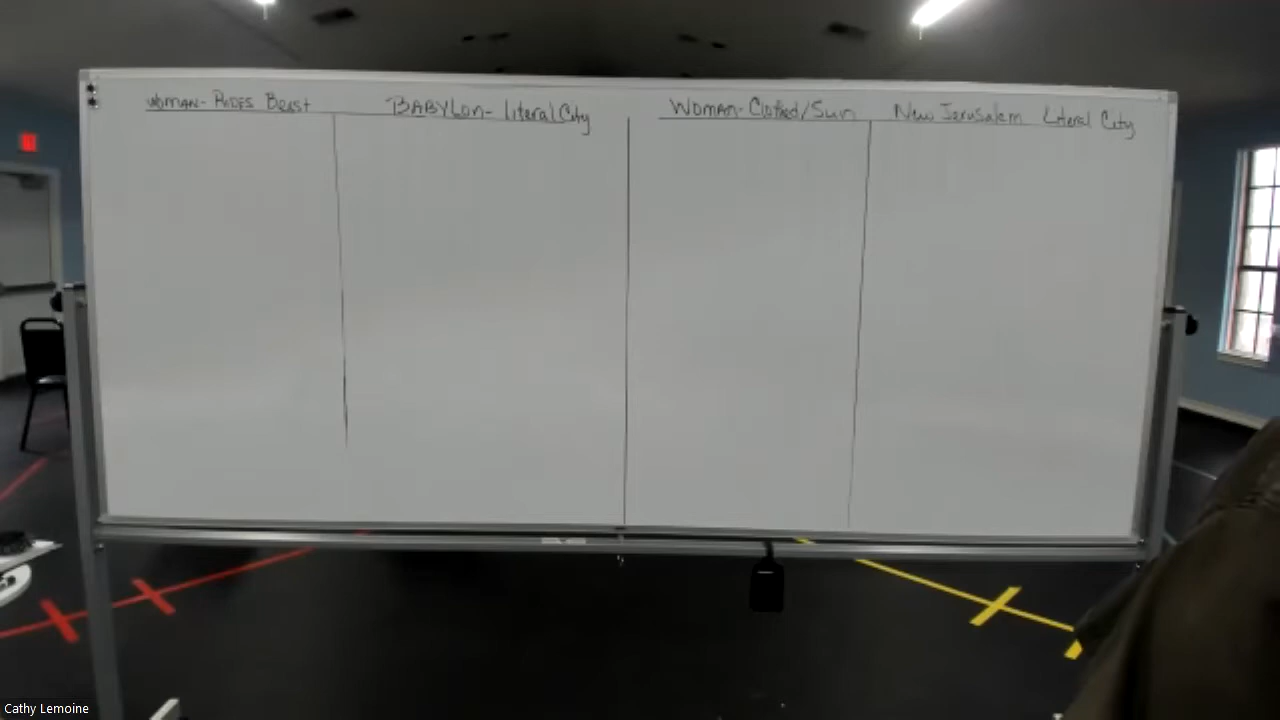 WOMAN- RIDES Beast
BABYLON- literal City
WOMAN- Clothed/Sun
New Jerusalem Literal City
Cathy Lemoine